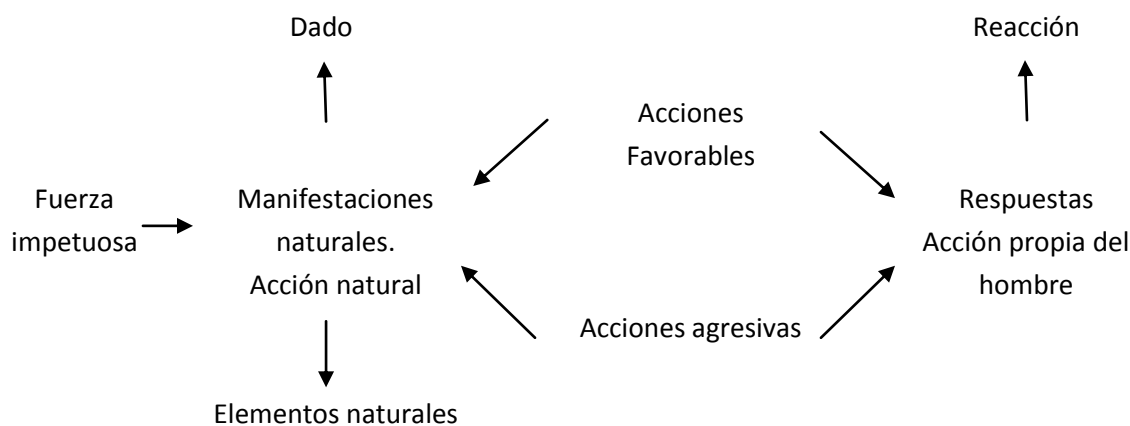 Dado
Reacción
Acciones
Favorables
Fuerza
impetuosa
Manifestaciones
naturales.
Acción natural
Respuestas
Acción propia del
hombre
Acciones agresivas
Elementos naturales